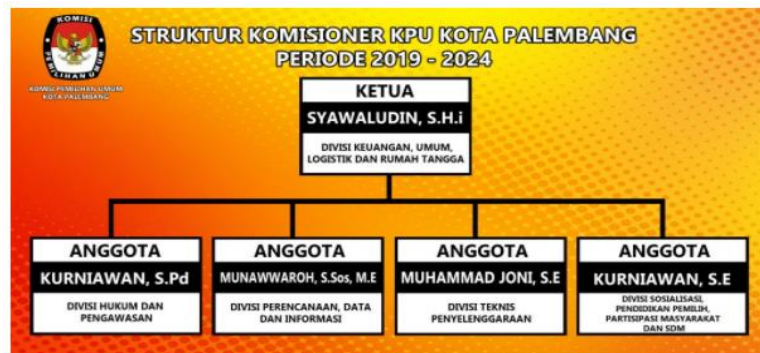 KOMISI
PEMILIHAN UMUM
KOMISI PEMILIHAN UMUM
KOTA PALEMBANG
STRUKTUR KOMISIONER KPU KOTA PALEMBANG
PERIODE 2019 - 2024
KETUA
SYAWALUDIN, S.H.i
DIVISI KEUANGAN, UMUM,
LOGISTIK DAN RUMAH TANGGA
ANGGOTA
KURNIAWAN, S.Pd
DIVISI HUKUM DAN
PENGAWASAN
ANGGOTA
MUNAWWAROH, S.Sos, M.E
DIVISI PERENCANAAN, DATA
DAN INFORMASI
ANGGOTA
MUHAMMAD JONI, S.E
DIVISI TEKNIS
PENYELENGGARAAN
ANGGOTA
KURNIAWAN, S.E
DIVISI SOSIALISASI,
PENDIDIKAN PEMILIH,
PARTISIPASI MASYARAKAT
DAN SDM